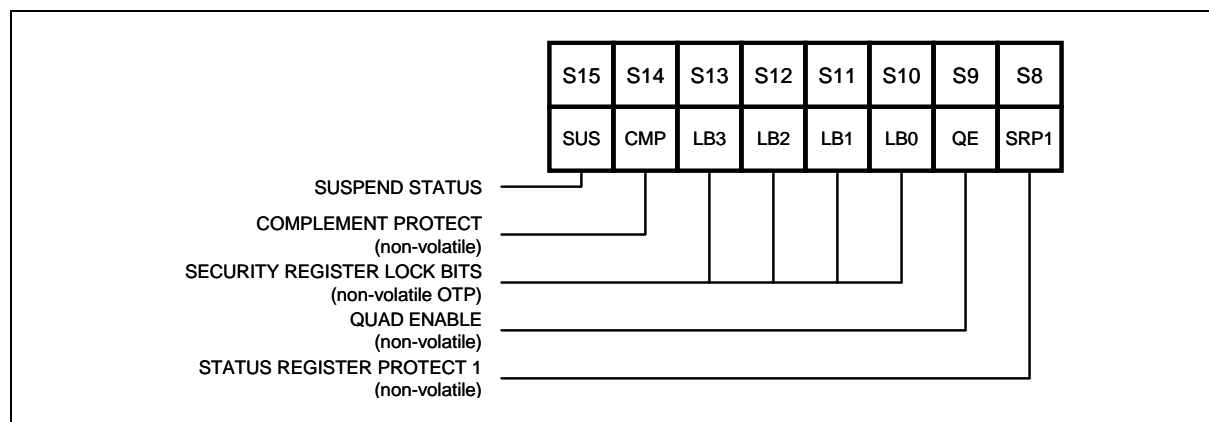 S15 S14 S13 S12 S11 S10 S9 S8
SUS CMP LB3 LB2 LB1 LB0 QE SRP1
SUSPEND STATUS
COMPLEMENT PROTECT
(non-volatile)
SECURITY REGISTER LOCK BITS
(non-volatile OTP)
QUAD ENABLE
(non-volatile)
STATUS REGISTER PROTECT 1
(non-volatile)